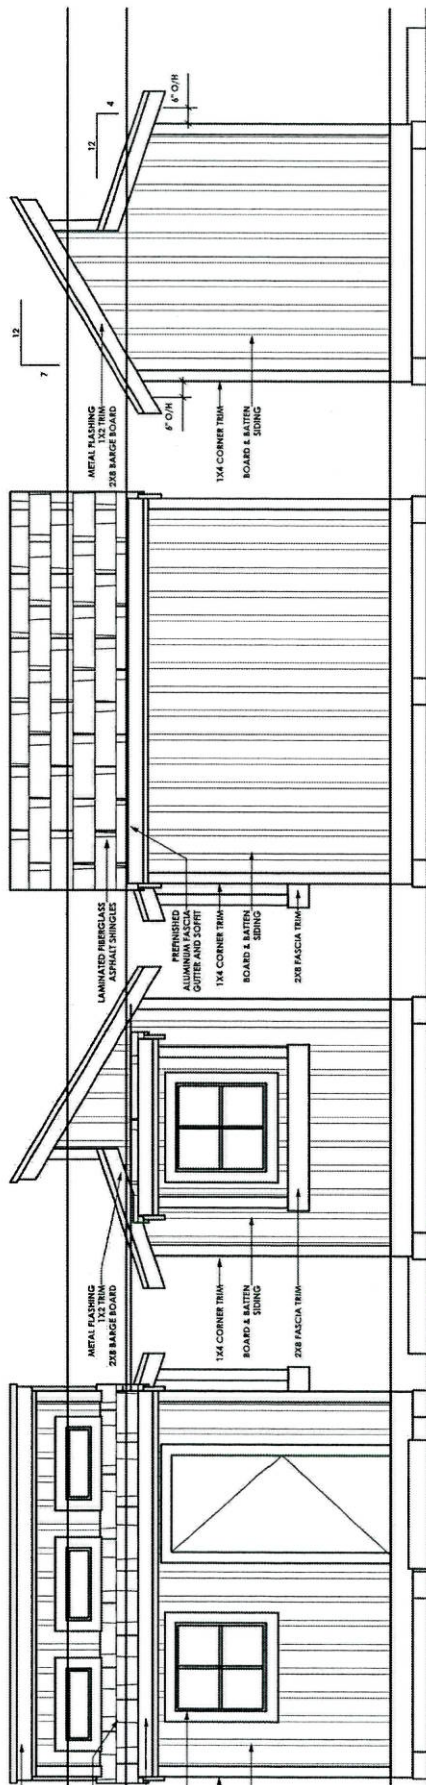 METAL FLASHING
1X2 TRIM
2X8 BARGE BOARD
1X4 CORNER TRIM
BOARD & BATTEN
SIDING
2X8 FASCIA TRIM
LAMINATED FIBERGLASS
ASPHALT SHINGLES
PREFINISHED
ALUMINUM FASCIA
GUTTER AND SOFFIT
1X4 CORNER TRIM
BOARD & BATTEN
SIDING
2X8 FASCIA TRIM
12
7
METAL FLASHING
1X2 TRIM
2X8 BARGE BOARD
6" O/H
1X4 CORNER TRIM
BOARD & BATTEN
SIDING
12
4
6" O/H